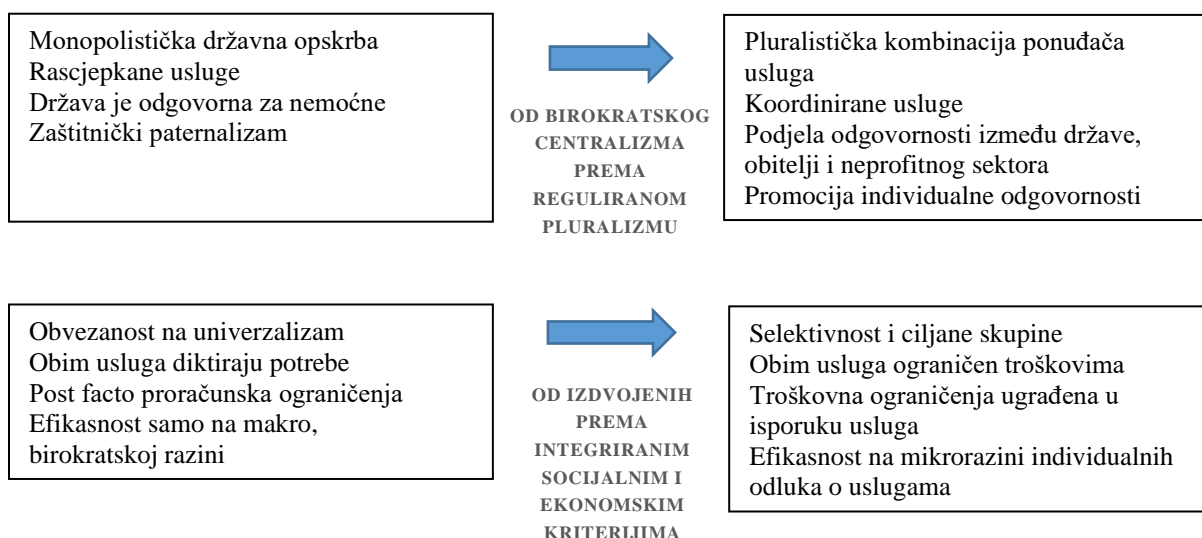 Monopolistička državna opskrba
Rascjepkane usluge
Država je odgovorna za nemoćne
Zaštitnički paternalizam
OD BIROKRATSKOG
CENTRALIZMA
PREMA
REGULIRANOM
PLURALIZMU
Pluralistička kombinacija ponuđača
usluga
Koordinirane usluge
Podjela odgovornosti između države,
obitelji i neprofitnog sektora
Promocija individualne odgovornosti
Obvezanost na univerzalizam
Obim usluga diktiraju potrebe
Post facto proračunska ograničenja
Efikasnost samo na makro,
birokratskoj razini
OD IZDVOJENIH
PREMA
INTEGRIRANIM
SOCIJALNIM I
EKONOMSKIM
KRITERIJIMA
Selektivnost i ciljane skupine
Obim usluga ograničen troškovima
Troškovna ograničenja ugrađena u
isporuku usluga
Efikasnost na mikrorazini individualnih
odluka o uslugama